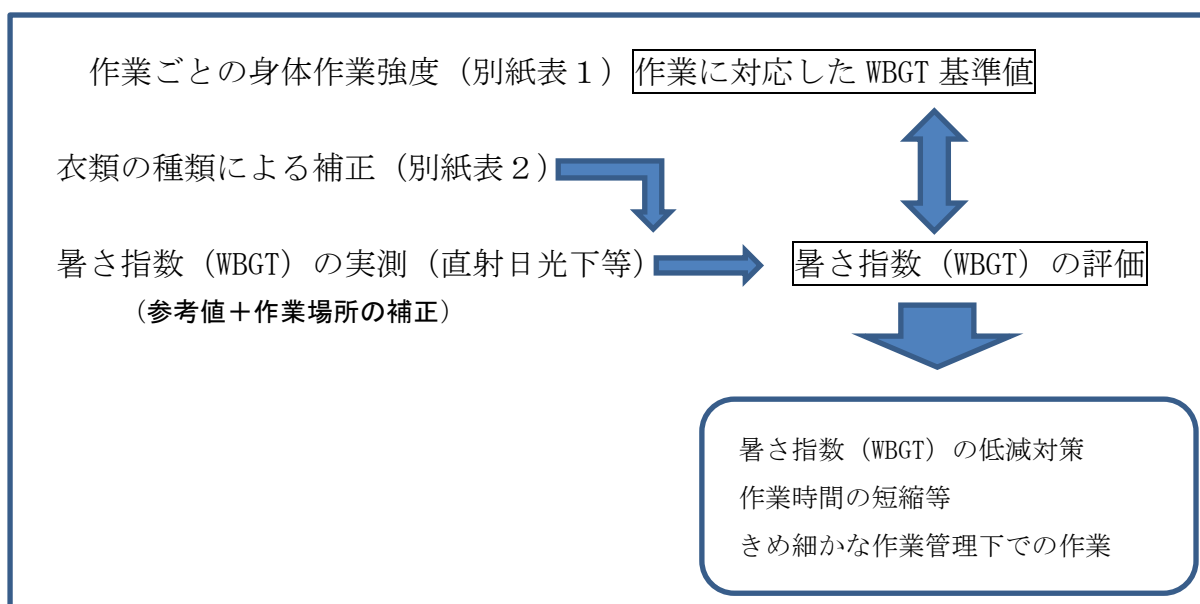 作業ごとの身体作業強度（別紙表１）作業に対応した WBGT 基準値
衣類の種類による補正（別紙表２）
暑さ指数（WBGT）の実測（直射日光下等） 暑さ指数（WBGT）の評価
（参考値＋作業場所の補正）
暑さ指数（WBGT）の低減対策
作業時間の短縮等
きめ細かな作業管理下での作業